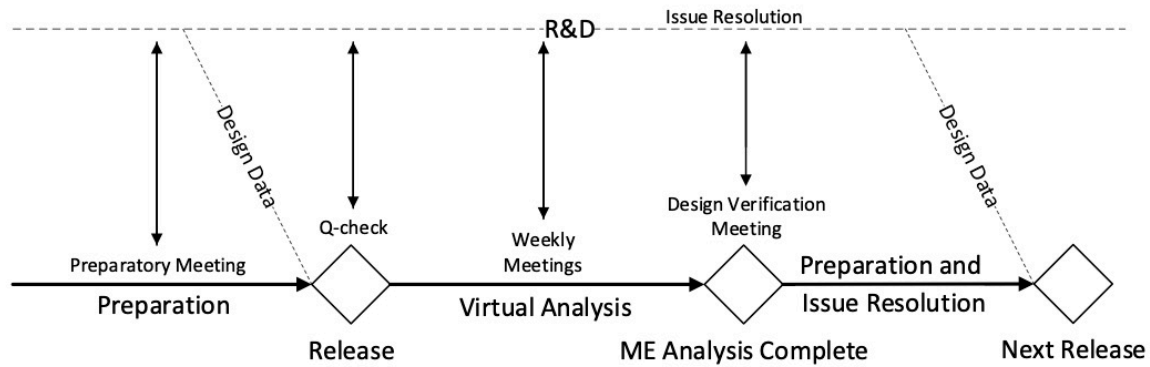 Issue Resolution
R&D
Design Data
Design Data
Q-check
Design Verification
Meeting
Weekly
Meetings
Preparatory Meeting
Preparation
Virtual Analysis
Preparation and
Issue Resolution
Release
ME Analysis Complete
Next Release